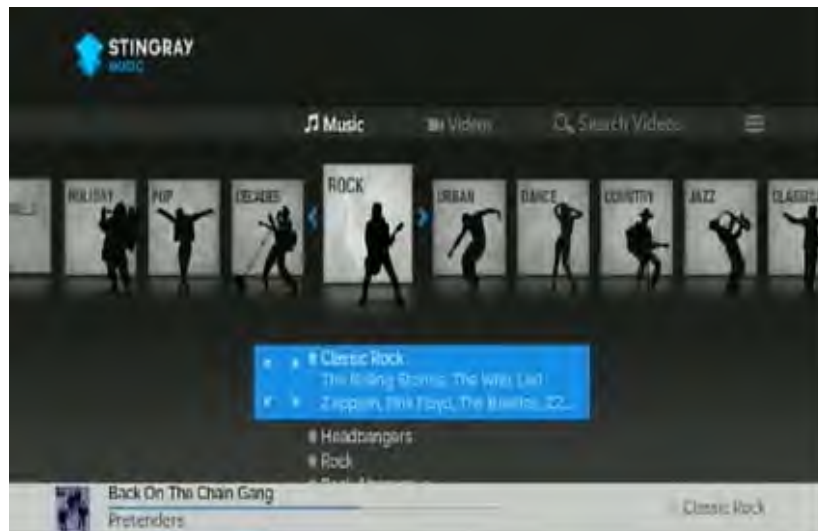 STINGRAY
MUSIC
Music
Videos
Search Videos
HOLIDAY
POP
DECADES
ROCK
URBAN
DANCE
COUNTRY
JAZZ
CLASSICA
# Classic Rock
The Rolling Stones, The Who, Led
Zeppelin, Pink Floyd, The Beatles, ZZ...
# Headbangers
# Rock
Back On The Chain Gang
Pretenders
Classic Rock